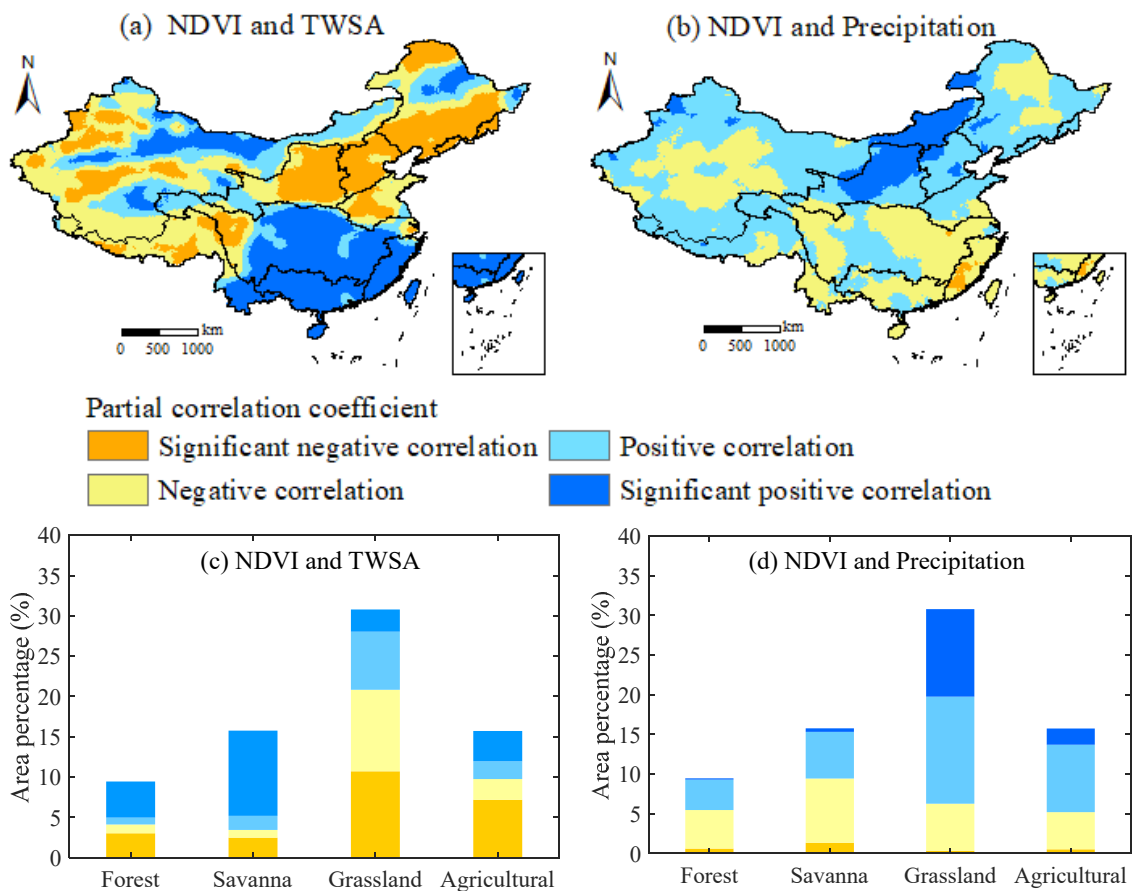 (a) NDVI and TWSA
(b) NDVI and Precipitation
N
N
km
0 500 1000
km
0 500 1000
Partial correlation coefficient
Significant negative correlation
Positive correlation
Negative correlation
Significant positive correlation
(c) NDVI and TWSA
Area percentage (%)
40
35
30
25
20
15
10
5
0
Forest Savanna Grassland Agricultural
(d) NDVI and Precipitation
Area percentage (%)
40
35
30
25
20
15
10
5
0
Forest Savanna Grassland Agricultural